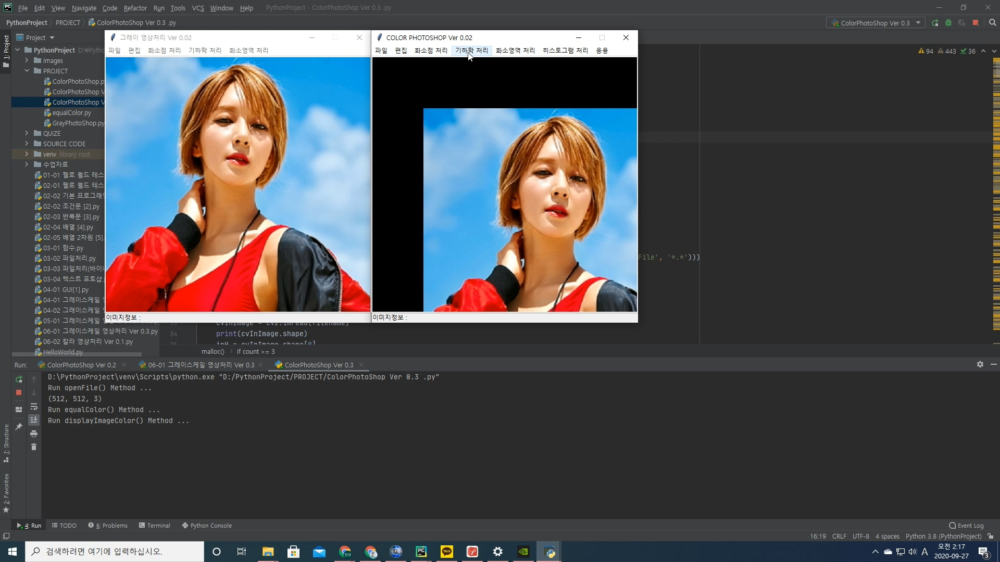 File Edit View Navigate Code Refactor Run Tools VCS Window Help PythonProject - ColorPhotoShop Ver 0.3 .py
PythonProject PROJECT ColorPhotoShop Ver 0.3 .py
ColorPhotoShop Ver 0.3
1: Project
Project
그레이 영상처리 Ver 0.02
COLOR PHOTOSHOP Ver 0.02
파일 편집 화소점 처리 기하학 처리 화소영역 처리
파일 편집 화소점 처리 기하학 처리 화소영역 처리 히스토그램 처리 응용
94 443 36
PythonProject D:₩Pytho
images
PROJECT
ColorPhotoShop.p
ColorPhotoShop V
ColorPhotoShop V
equalColor.py
GrayPhotoShop.py
QUIZE
SOURCE CODE
venv library root
수업자료
01-01 헬로 월드 테스
02-01 헬로 월드 테스
02-02 기본 프로그래밍
02-02 조건문 [2].py
02-03 반복문 [3].py
02-04 배열 [4].py
02-05 배열 2차원 [5].
03-01 함수.py
03-02 파일처리.py
03-03 파일처리(바이너
03-04 텍스트 포토샵.
04-01 GUI[1].py
04-01 그레이스케일
04-02 그레이스케일
05-01 그레이스케일
06-01 그레이스케일 영상처리 Ver 0.3.py
06-02 칼라 영상처리 Ver 0.1.py
HelloWorld.py
File', '*.*')))
이미지정보 :
이미지정보 :
33 cvInImage = cv2.imread(filename)
34 print(cvInImage.shape)
35 inH = cvInImage.shape[0]
malloc() if count >= 3
Run: ColorPhotoShop Ver 0.2 06-01 그레이스케일 영상처리 Ver 0.3 ColorPhotoShop Ver 0.3
D:\PythonProject\venv\Scripts\python.exe "D:/PythonProject/PROJECT/ColorPhotoShop Ver 0.3 .py"
Run openFile() Method ...
(512, 512, 3)
Run equalColor() Method ...
Run displayImageColor() Method ...
7: Structure
2: Favorites
4: Run TODO 6: Problems Terminal Python Console Event Log
16:19 CRLF UTF-8 4 spaces Python 3.8 (PythonProject)
검색하려면 여기에 입력하십시오.
TALK
A
오전 2:17
2020-09-27
3